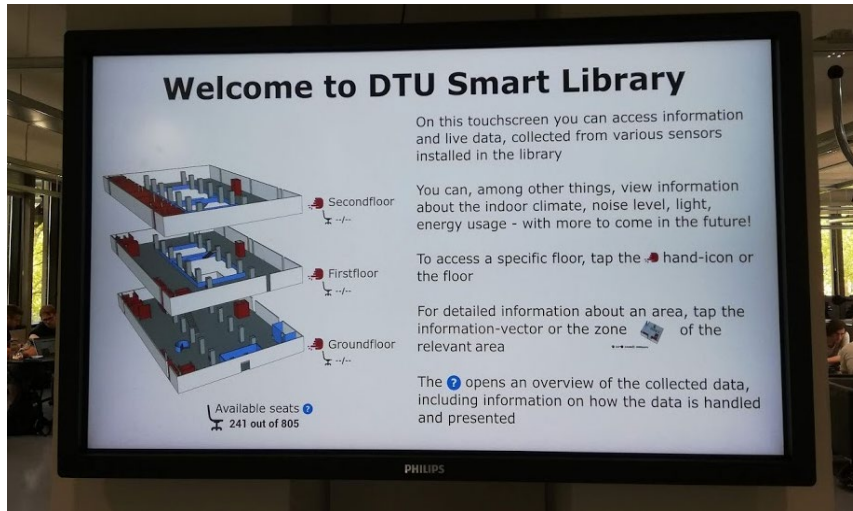 Welcome to DTU Smart Library
On this touchscreen you can access information
and live data, collected from various sensors
installed in the library
You can, among other things, view information
about the indoor climate, noise level, light,
energy usage - with more to come in the future!
To access a specific floor, tap the hand-icon or
the floor
For detailed information about an area, tap the
information-vector or the zone of the
relevant area
The ? opens an overview of the collected data,
including information on how the data is handled
and presented
Secondfloor
--/--
Firstfloor
--/--
Groundfloor
--/--
Available seats ?
241 out of 805
PHILIPS